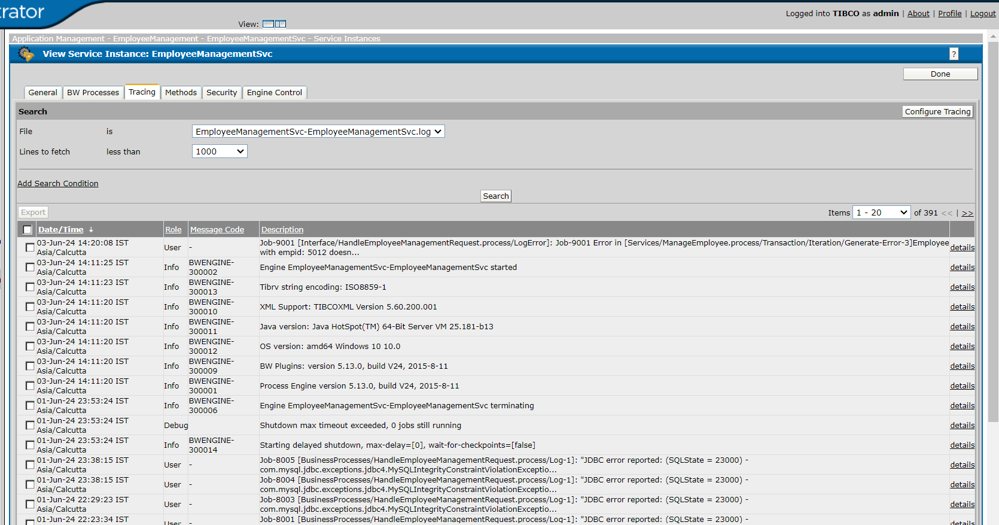 trator
Logged into TIBCO as admin | About | Profile | Logout
View:
Application Management - EmployeeManagement - EmployeeManagementSvc - Service Instances
View Service Instance: EmployeeManagementSvc
?
Done
General BW Processes Tracing Methods Security Engine Control
Search
Configure Tracing
File is EmployeeManagementSvc-EmployeeManagementSvc.log
Lines to fetch less than 1000
Add Search Condition
Search
Export
Items 1 - 20 of 391 << | >>
Date/Time Role Message Code Description
03-Jun-24 14:20:08 IST
Asia/Calcutta
User -
Job-9001 [Interface/HandleEmployeeManagementRequest.process/LogError]: Job-9001 Error in [Services/ManageEmployee.process/Transaction/Iteration/Generate-Error-3]Employee
with empid: 5012 doesn...
details
03-Jun-24 14:11:25 IST
Asia/Calcutta
Info
BWENGINE-
300002
Engine EmployeeManagementSvc-EmployeeManagementSvc started
details
03-Jun-24 14:11:23 IST
Asia/Calcutta
Info
BWENGINE-
300013
Tibrv string encoding: ISO8859-1
details
03-Jun-24 14:11:20 IST
Asia/Calcutta
Info
BWENGINE-
300010
XML Support: TIBCOXML Version 5.60.200.001
details
03-Jun-24 14:11:20 IST
Asia/Calcutta
Info
BWENGINE-
300011
Java version: Java HotSpot(TM) 64-Bit Server VM 25.181-b13
details
03-Jun-24 14:11:20 IST
Asia/Calcutta
Info
BWENGINE-
300012
OS version: amd64 Windows 10 10.0
details
03-Jun-24 14:11:20 IST
Asia/Calcutta
Info
BWENGINE-
300009
BW Plugins: version 5.13.0, build V24, 2015-8-11
details
03-Jun-24 14:11:20 IST
Asia/Calcutta
Info
BWENGINE-
300001
Process Engine version 5.13.0, build V24, 2015-8-11
details
01-Jun-24 23:53:24 IST
Asia/Calcutta
Info
BWENGINE-
300006
Engine EmployeeManagementSvc-EmployeeManagementSvc terminating
details
01-Jun-24 23:53:24 IST
Asia/Calcutta
Debug
Shutdown max timeout exceeded, 0 jobs still running
details
01-Jun-24 23:53:24 IST
Asia/Calcutta
Info
BWENGINE-
300014
Starting delayed shutdown, max-delay=[0], wait-for-checkpoints=[false]
details
01-Jun-24 23:38:15 IST
Asia/Calcutta
User -
Job-8005 [BusinessProcesses/HandleEmployeeManagementRequest.process/Log-1]: "JDBC error reported: (SQLState = 23000) -
com.mysql.jdbc.exceptions.jdbc4.MySQLIntegrityConstraintViolationExceptio...
details
01-Jun-24 23:38:15 IST
Asia/Calcutta
User -
Job-8004 [BusinessProcesses/HandleEmployeeManagementRequest.process/Log-1]: "JDBC error reported: (SQLState = 23000) -
com.mysql.jdbc.exceptions.jdbc4.MySQLIntegrityConstraintViolationExceptio...
details
01-Jun-24 22:29:23 IST
Asia/Calcutta
User -
Job-8003 [BusinessProcesses/HandleEmployeeManagementRequest.process/Log-1]: "JDBC error reported: (SQLState = 23000) -
com.mysql.jdbc.exceptions.jdbc4.MySQLIntegrityConstraintViolationExceptio...
details
01-Jun-24 22:23:34 IST
User -
Job-8001 [BusinessProcesses/HandleEmployeeManagementRequest.process/Log-1]: "JDBC error reported: (SQLState = 23000) -
details